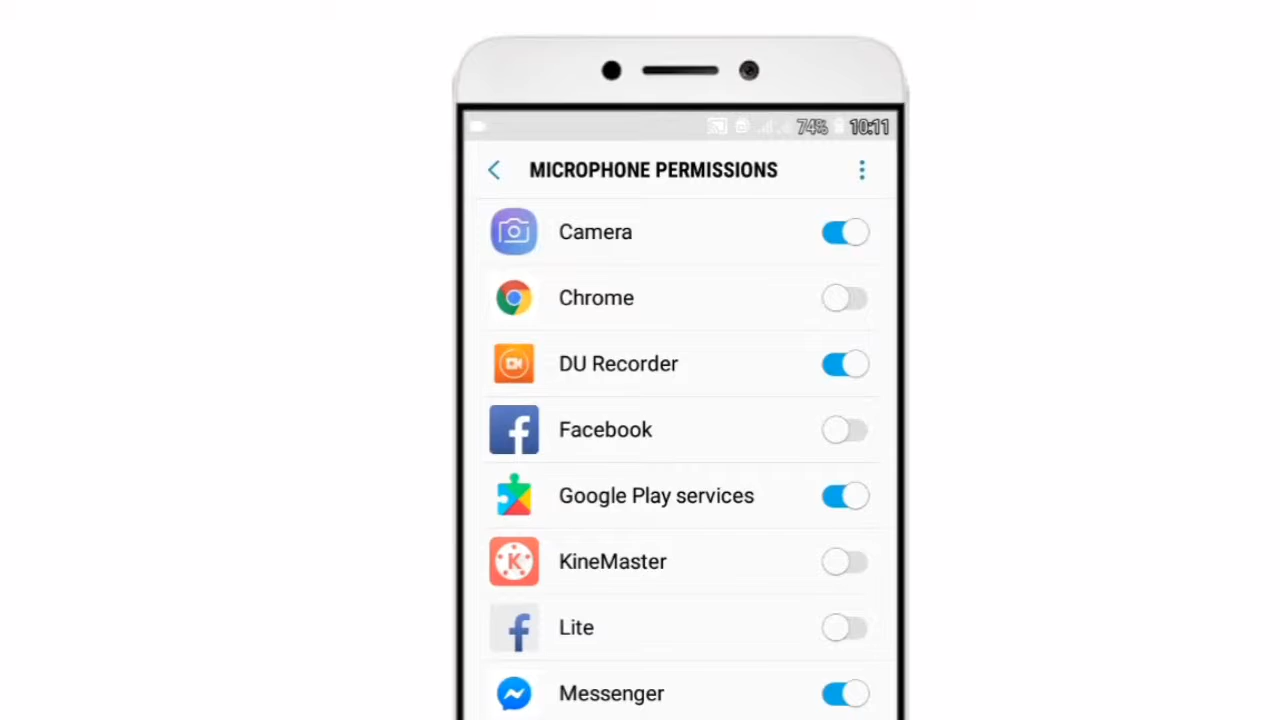 74% 10:11
MICROPHONE PERMISSIONS
Camera
Chrome
DU Recorder
Facebook
Google Play services
KineMaster
Lite
Messenger